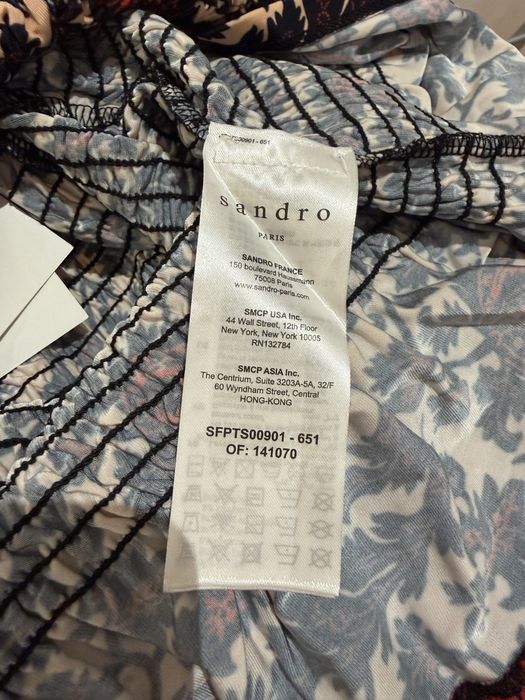 SFPTS00901 - 651
sandro
PARIS
SANDRO FRANCE
150 boulevard Haussmann
75008 Paris
www.sandro-paris.com
SMCP USA Inc.
44 Wall Street, 12th Floor
New York, New York 10005
RN132784
SMCP ASIA Inc.
The Centrium, Suite 3203A-5A, 32/F
60 Wyndham Street, Central
HONG-KONG
SFPTS00901 - 651
OF: 141070